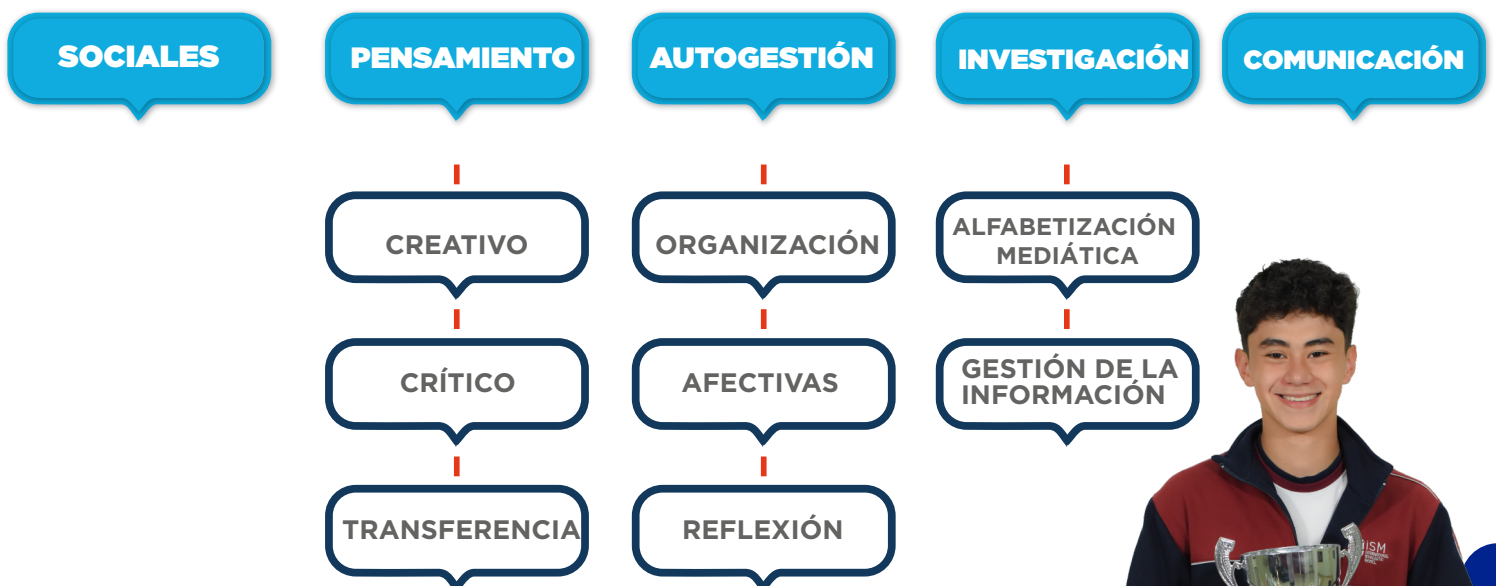 SOCIALES
PENSAMIENTO
AUTOGESTIÓN
INVESTIGACIÓN
COMUNICACIÓN
CREATIVO
ORGANIZACIÓN
ALFABETIZACIÓN
MEDIÁTICA
CRÍTICO
AFECTIVAS
GESTIÓN DE LA
INFORMACIÓN
TRANSFERENCIA
REFLEXIÓN